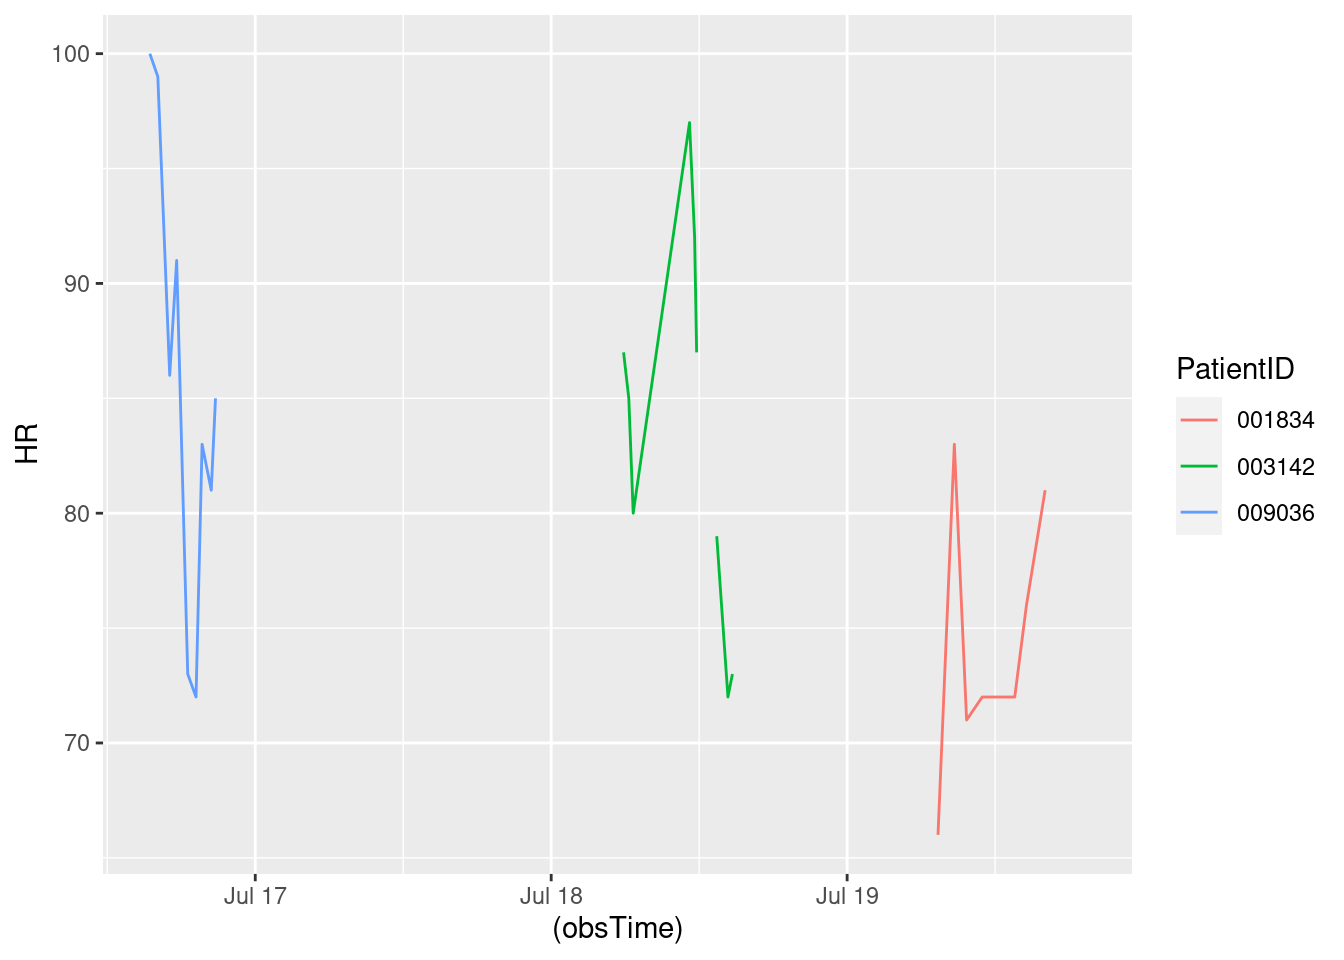 100
90
80
70
HR
Jul 17
Jul 18
Jul 19
(obsTime)
PatientID
001834
003142
009036